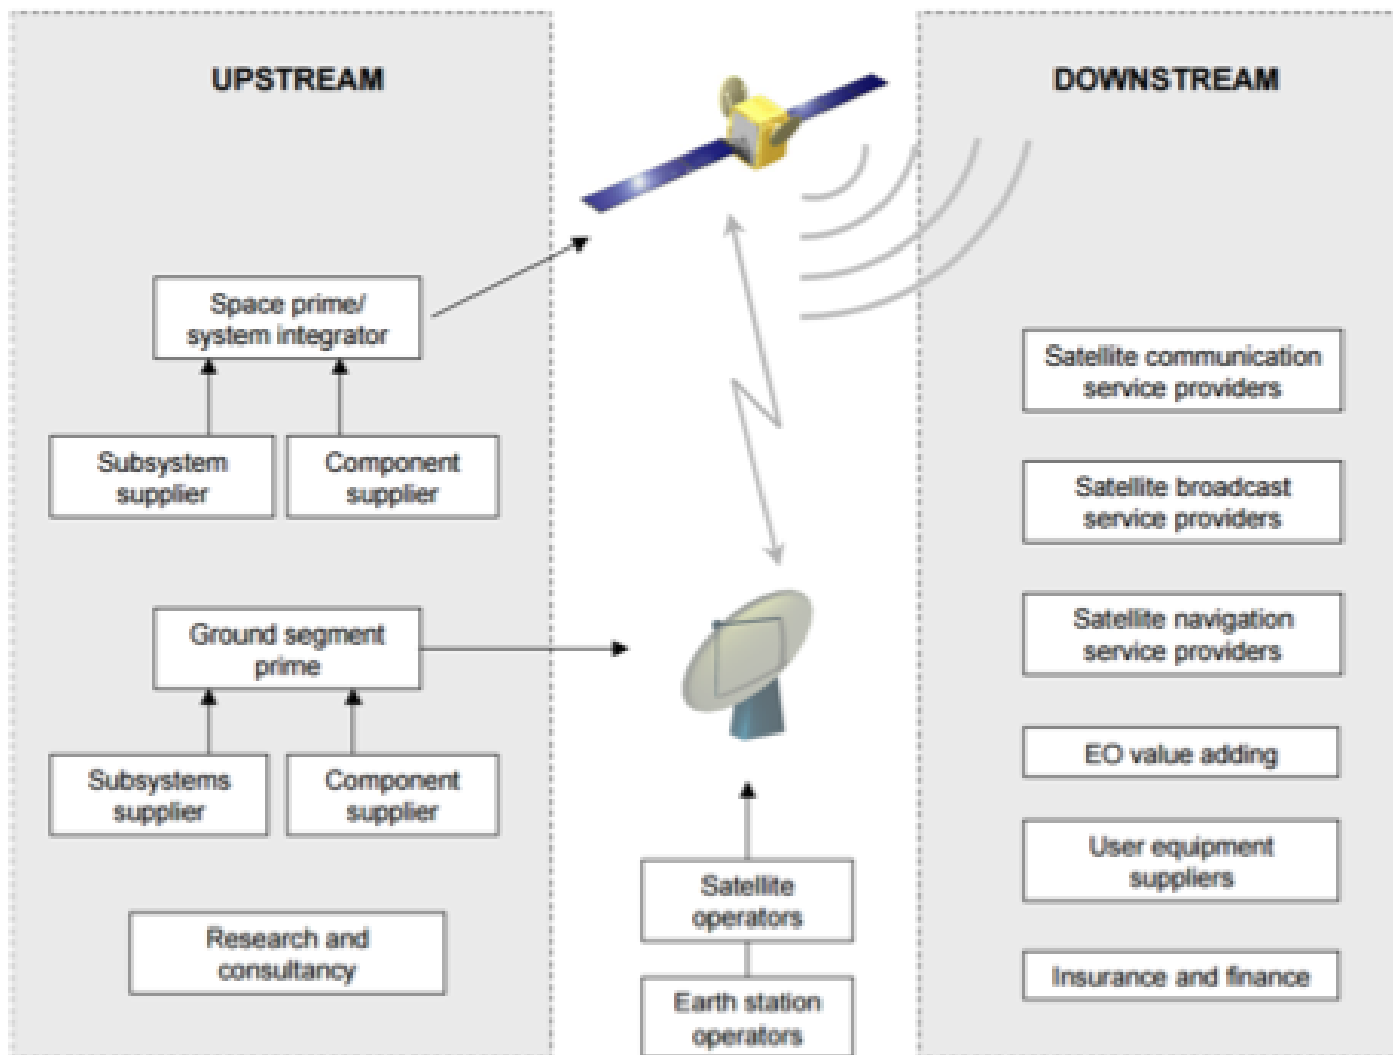 UPSTREAM
Space prime/
system integrator
Subsystem
supplier
Component
supplier
Ground segment
prime
Subsystems
supplier
Component
supplier
Research and
consultancy
Satellite
operators
Earth station
operators
DOWNSTREAM
Satellite communication
service providers
Satellite broadcast
service providers
Satellite navigation
service providers
EO value adding
User equipment
suppliers
Insurance and finance